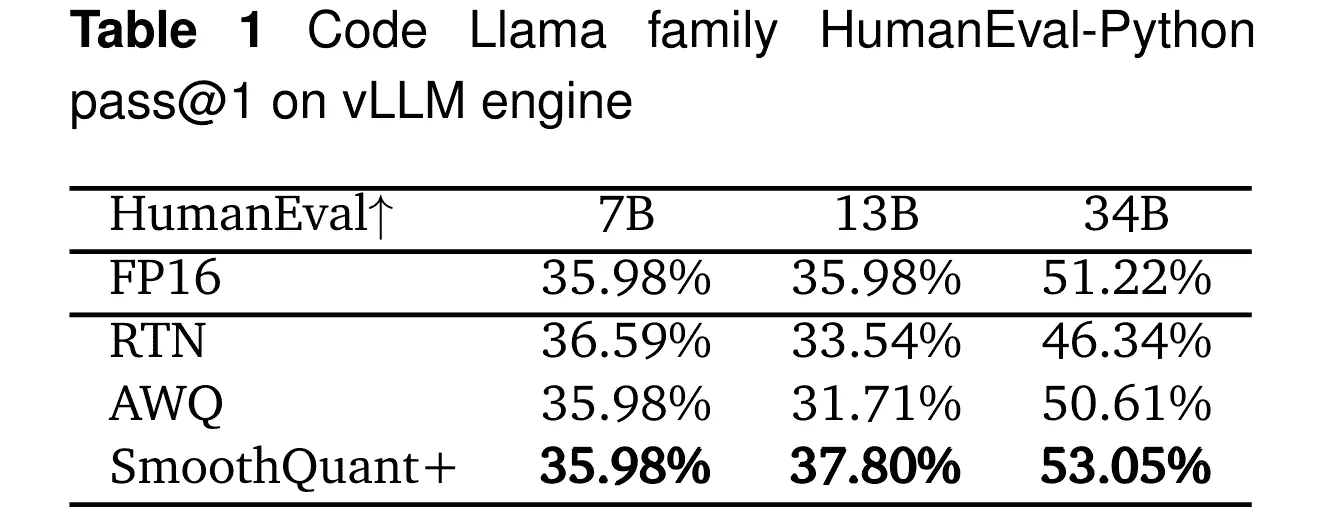 Table 1 Code Llama family HumanEval-Python
pass@1 on vLLM engine
HumanEval↑ 7B 13B 34B
FP16 35.98% 35.98% 51.22%
RTN 36.59% 33.54% 46.34%
AWQ 35.98% 31.71% 50.61%
SmoothQuant+ 35.98% 37.80% 53.05%